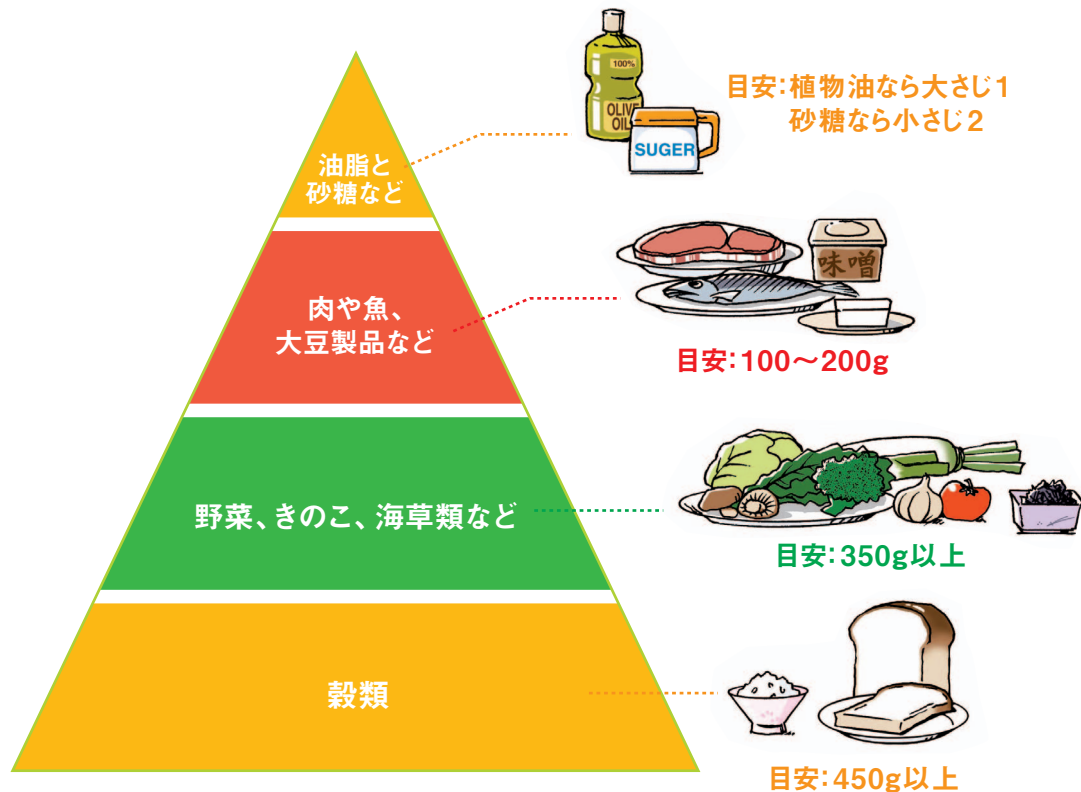 100%
OLIVE
OIL
SUGER
目安：植物油なら大さじ1
砂糖なら小さじ2
油脂と
砂糖など
味噌
肉や魚、
大豆製品など
目安：100〜200g
野菜、きのこ、海草類など
目安：350g以上
穀類
目安：450g以上